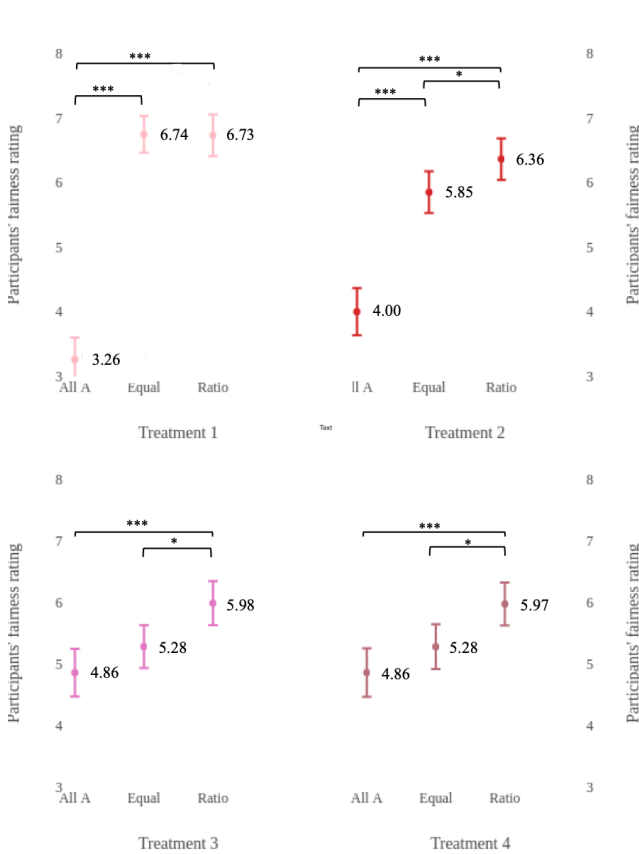 8
***
***
7
6.74
6.73
6
5
4
3.26
3
All A
Equal
Ratio
Participants' fairness rating
Treatment 1
8
***
*
***
7
6.36
6
5.85
5
4.00
4
3
ll A
Equal
Ratio
Participants' fairness rating
Text
Treatment 2
8
***
7
*
6
5.98
5.28
5
4.86
4
3
All A
Equal
Ratio
Participants' fairness rating
Treatment 3
8
***
7
*
6
5.97
5.28
5
4.86
4
3
All A
Equal
Ratio
Participants' fairness rating
Treatment 4